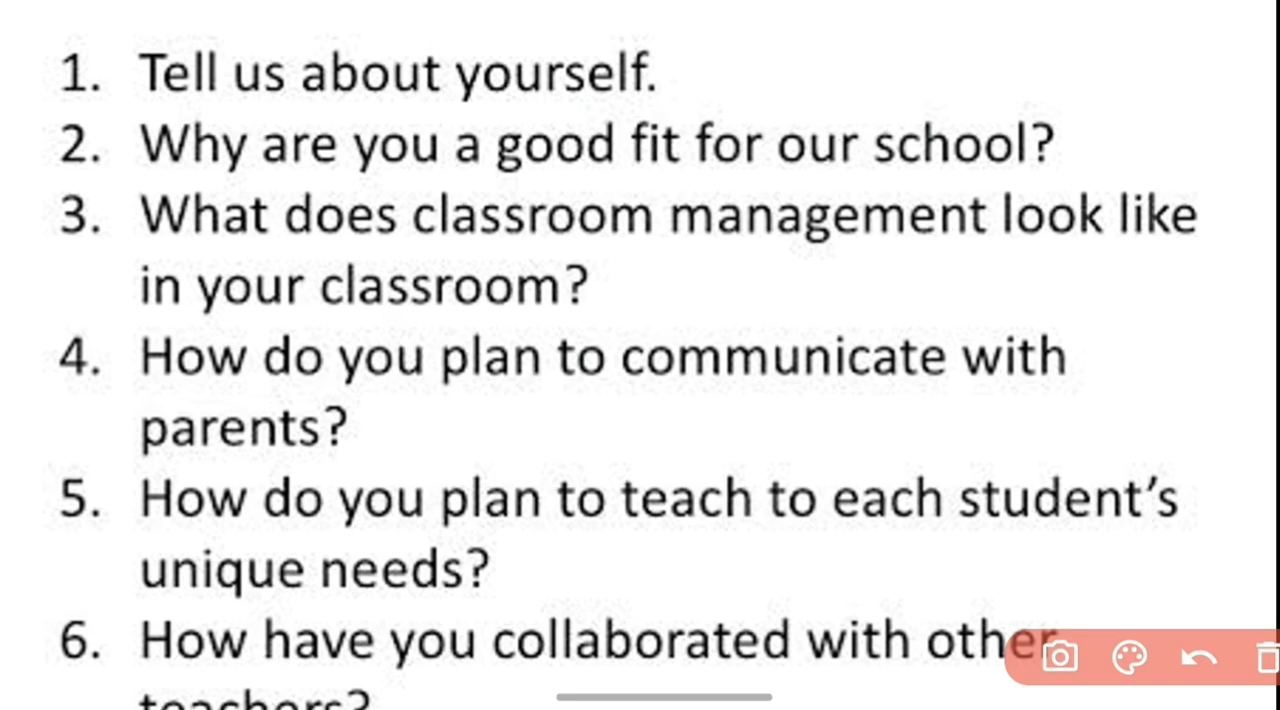 1. Tell us about yourself.
2. Why are you a good fit for our school?
3. What does classroom management look like
in your classroom?
4. How do you plan to communicate with
parents?
5. How do you plan to teach to each student’s
unique needs?
6. How have you collaborated with other
teachers?